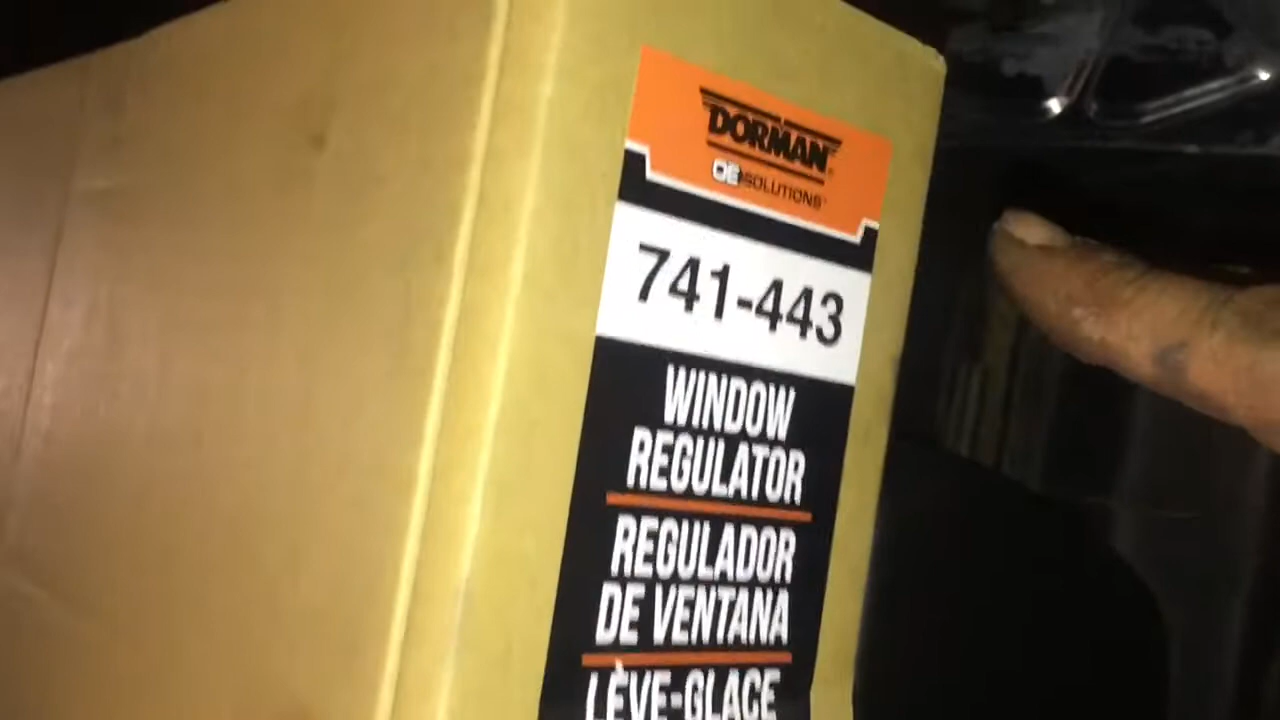 DORMAN
OE SOLUTIONS
741-443
WINDOW
REGULATOR
REGULADOR
DE VENTANA
LÈVE-GLACE